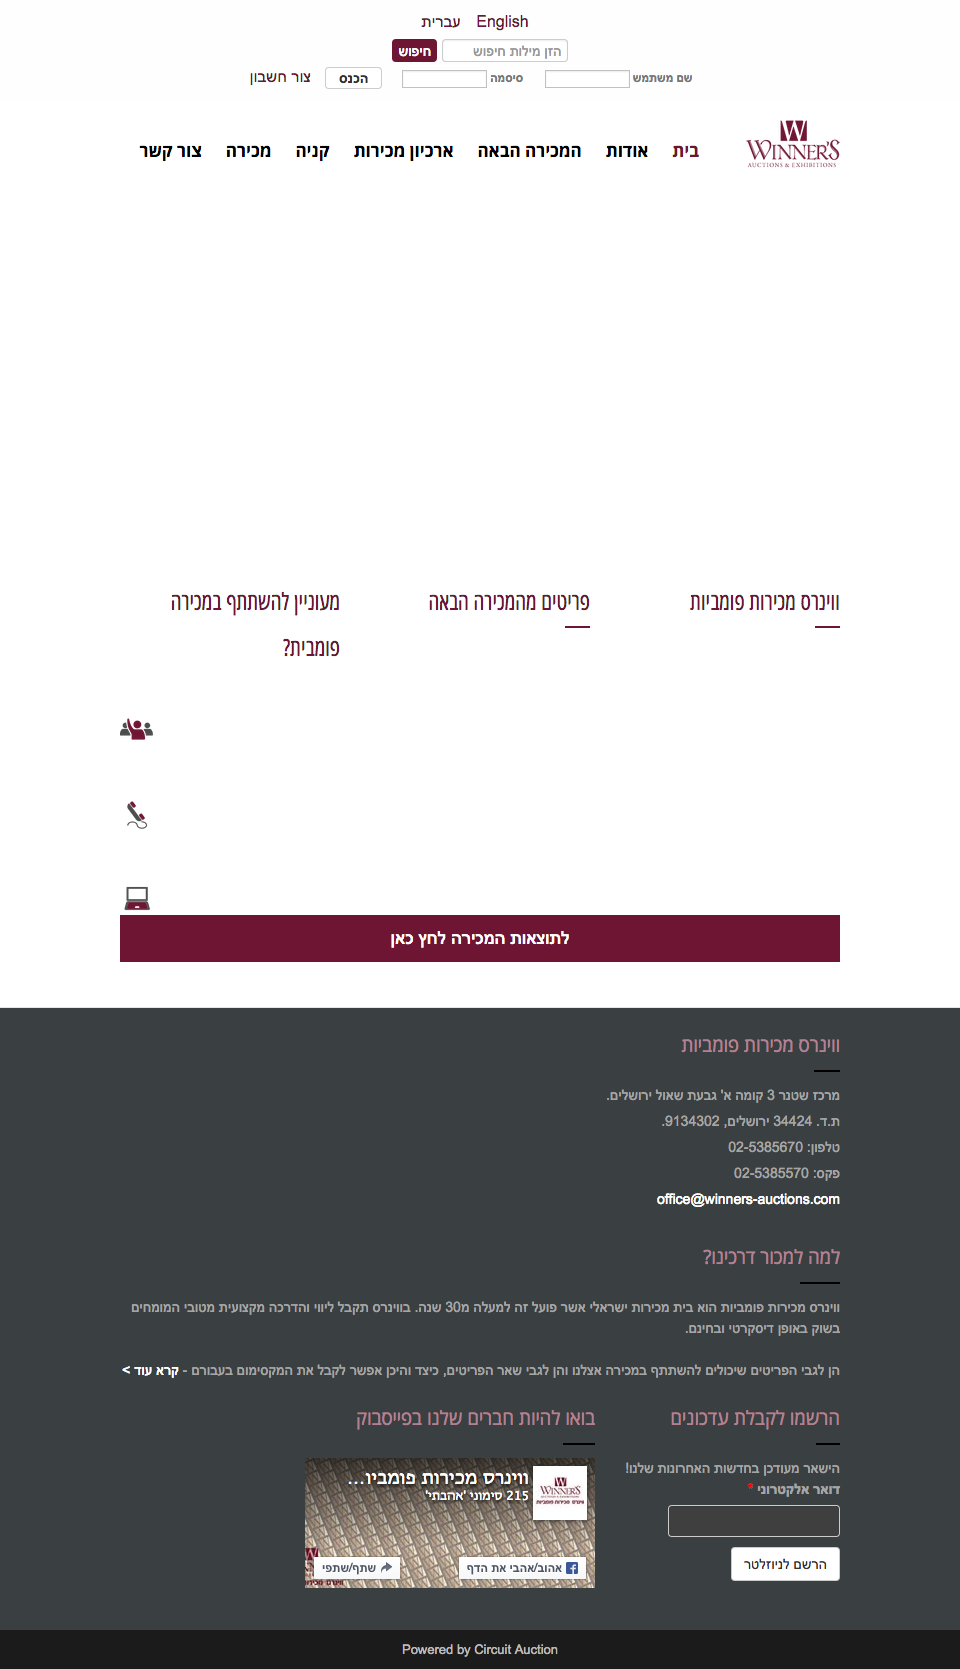 עברית English
הזן מילות חיפוש חיפוש
שם משתמש סיסמה הכנס צור חשבון
WINNER'S
AUCTIONS & EXHIBITIONS
בית אודות המכירה הבאה ארכיון מכירות קניה מכירה צור קשר
ווינרס מכירות פומביות
פריטים מהמכירה הבאה
מעוניין להשתתף במכירה
פומבית?
לתוצאות המכירה לחץ כאן
ווינרס מכירות פומביות
מרכז שטנר 3 קומה א' גבעת שאול ירושלים.
ת.ד. 34424 ירושלים, 9134302.
טלפון: 02-5385670
פקס: 02-5385570
office@winners-auctions.com
למה למכור דרכינו?
ווינרס מכירות פומביות הוא בית מכירות ישראלי אשר פועל זה למעלה מ30 שנה. בווינרס תקבל ליווי והדרכה מקצועית מטובי המומחים
בשוק באופן דיסקרטי ובחינם.
הן לגבי הפריטים שיכולים להשתתף במכירה אצלנו והן לגבי שאר הפריטים, כיצד והיכן אפשר לקבל את המקסימום בעבורם - קרא עוד >
הרשמו לקבלת עדכונים
הישאר מעודכן בחדשות האחרונות שלנו!
דואר אלקטרוני *
הרשם לניוזלטר
בואו להיות חברים שלנו בפייסבוק
WINNER'S
ווינרס מכירות פומביות
ווינרס מכירות פומביו...
215 סימוני 'אהבתי'
אהוב/אהבי את הדף שתף/שתפי
Powered by Circuit Auction